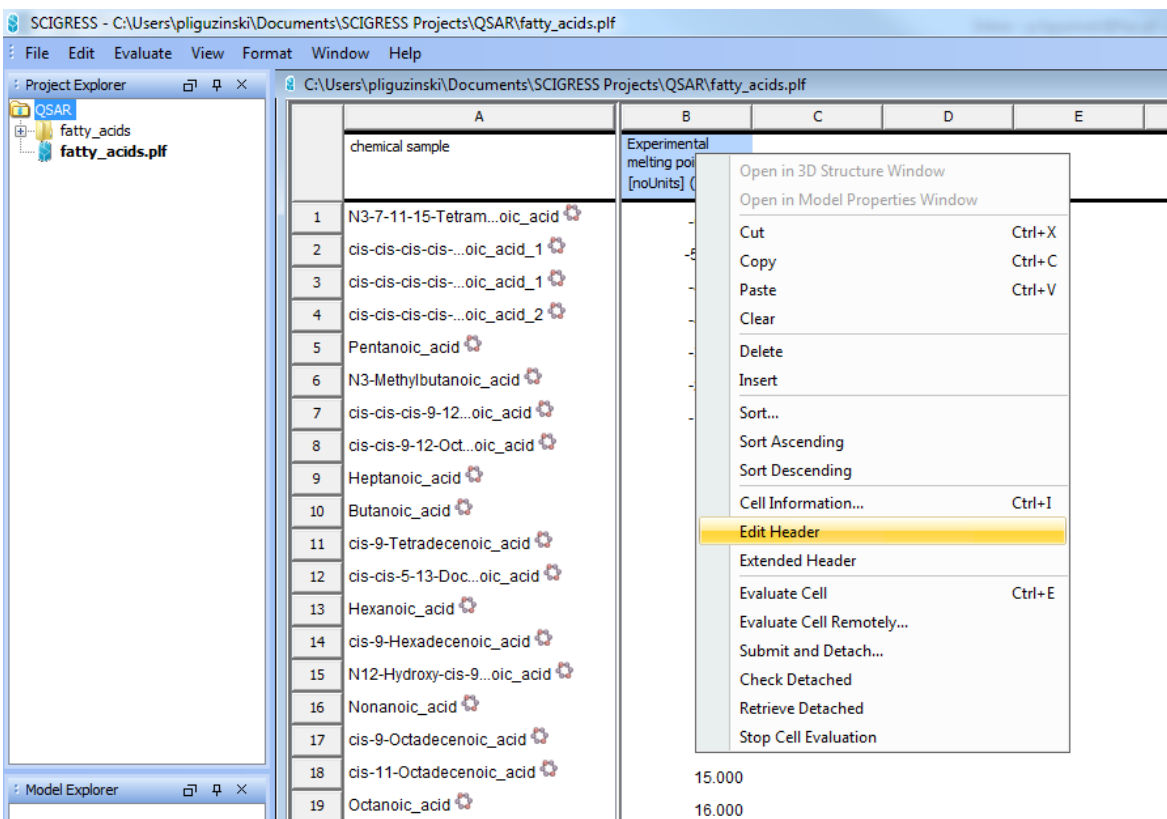 SCIGRESS - C:\Users\pliguzinski\Documents\SCIGRESS Projects\QSAR\fatty_acids.plf
File Edit Evaluate View Format Window Help
Project Explorer
QSAR
fatty_acids
fatty_acids.plf
Model Explorer
C:\Users\pliguzinski\Documents\SCIGRESS Projects\QSAR\fatty_acids.plf
A B C D E
chemical sample
Experimental
melting poi
[noUnits] (
1 N3-7-11-15-Tetram...oic_acid
2 cis-cis-cis-cis-...oic_acid_1 -5
3 cis-cis-cis-cis-...oic_acid_1
4 cis-cis-cis-cis-...oic_acid_2
5 Pentanoic_acid
6 N3-Methylbutanoic_acid
7 cis-cis-cis-9-12...oic_acid
8 cis-cis-9-12-Oct...oic_acid
9 Heptanoic_acid
10 Butanoic_acid
11 cis-9-Tetradecenoic_acid
12 cis-cis-5-13-Doc...oic_acid
13 Hexanoic_acid
14 cis-9-Hexadecenoic_acid
15 N12-Hydroxy-cis-9...oic_acid
16 Nonanoic_acid
17 cis-9-Octadecenoic_acid
18 cis-11-Octadecenoic_acid 15.000
19 Octanoic_acid 16.000
Open in 3D Structure Window
Open in Model Properties Window
Cut Ctrl+X
Copy Ctrl+C
Paste Ctrl+V
Clear
Delete
Insert
Sort...
Sort Ascending
Sort Descending
Cell Information... Ctrl+I
Edit Header
Extended Header
Evaluate Cell Ctrl+E
Evaluate Cell Remotely...
Submit and Detach...
Check Detached
Retrieve Detached
Stop Cell Evaluation